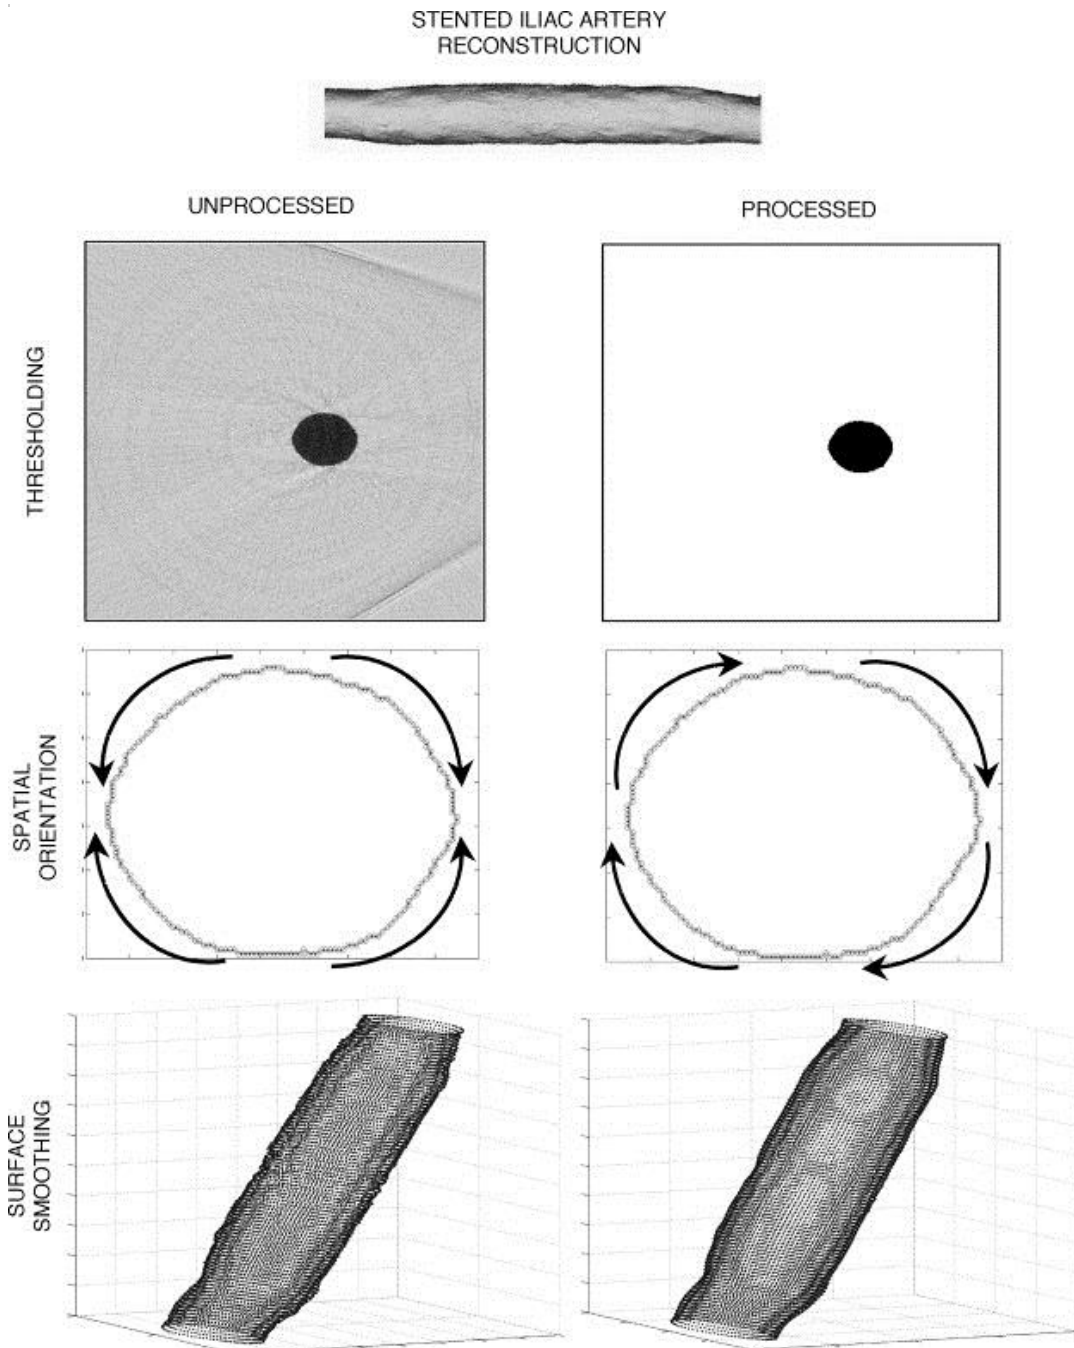 STENTED ILIAC ARTERY
RECONSTRUCTION
UNPROCESSED
PROCESSED
THRESHOLDING
SPATIAL
ORIENTATION
SURFACE
SMOOTHING